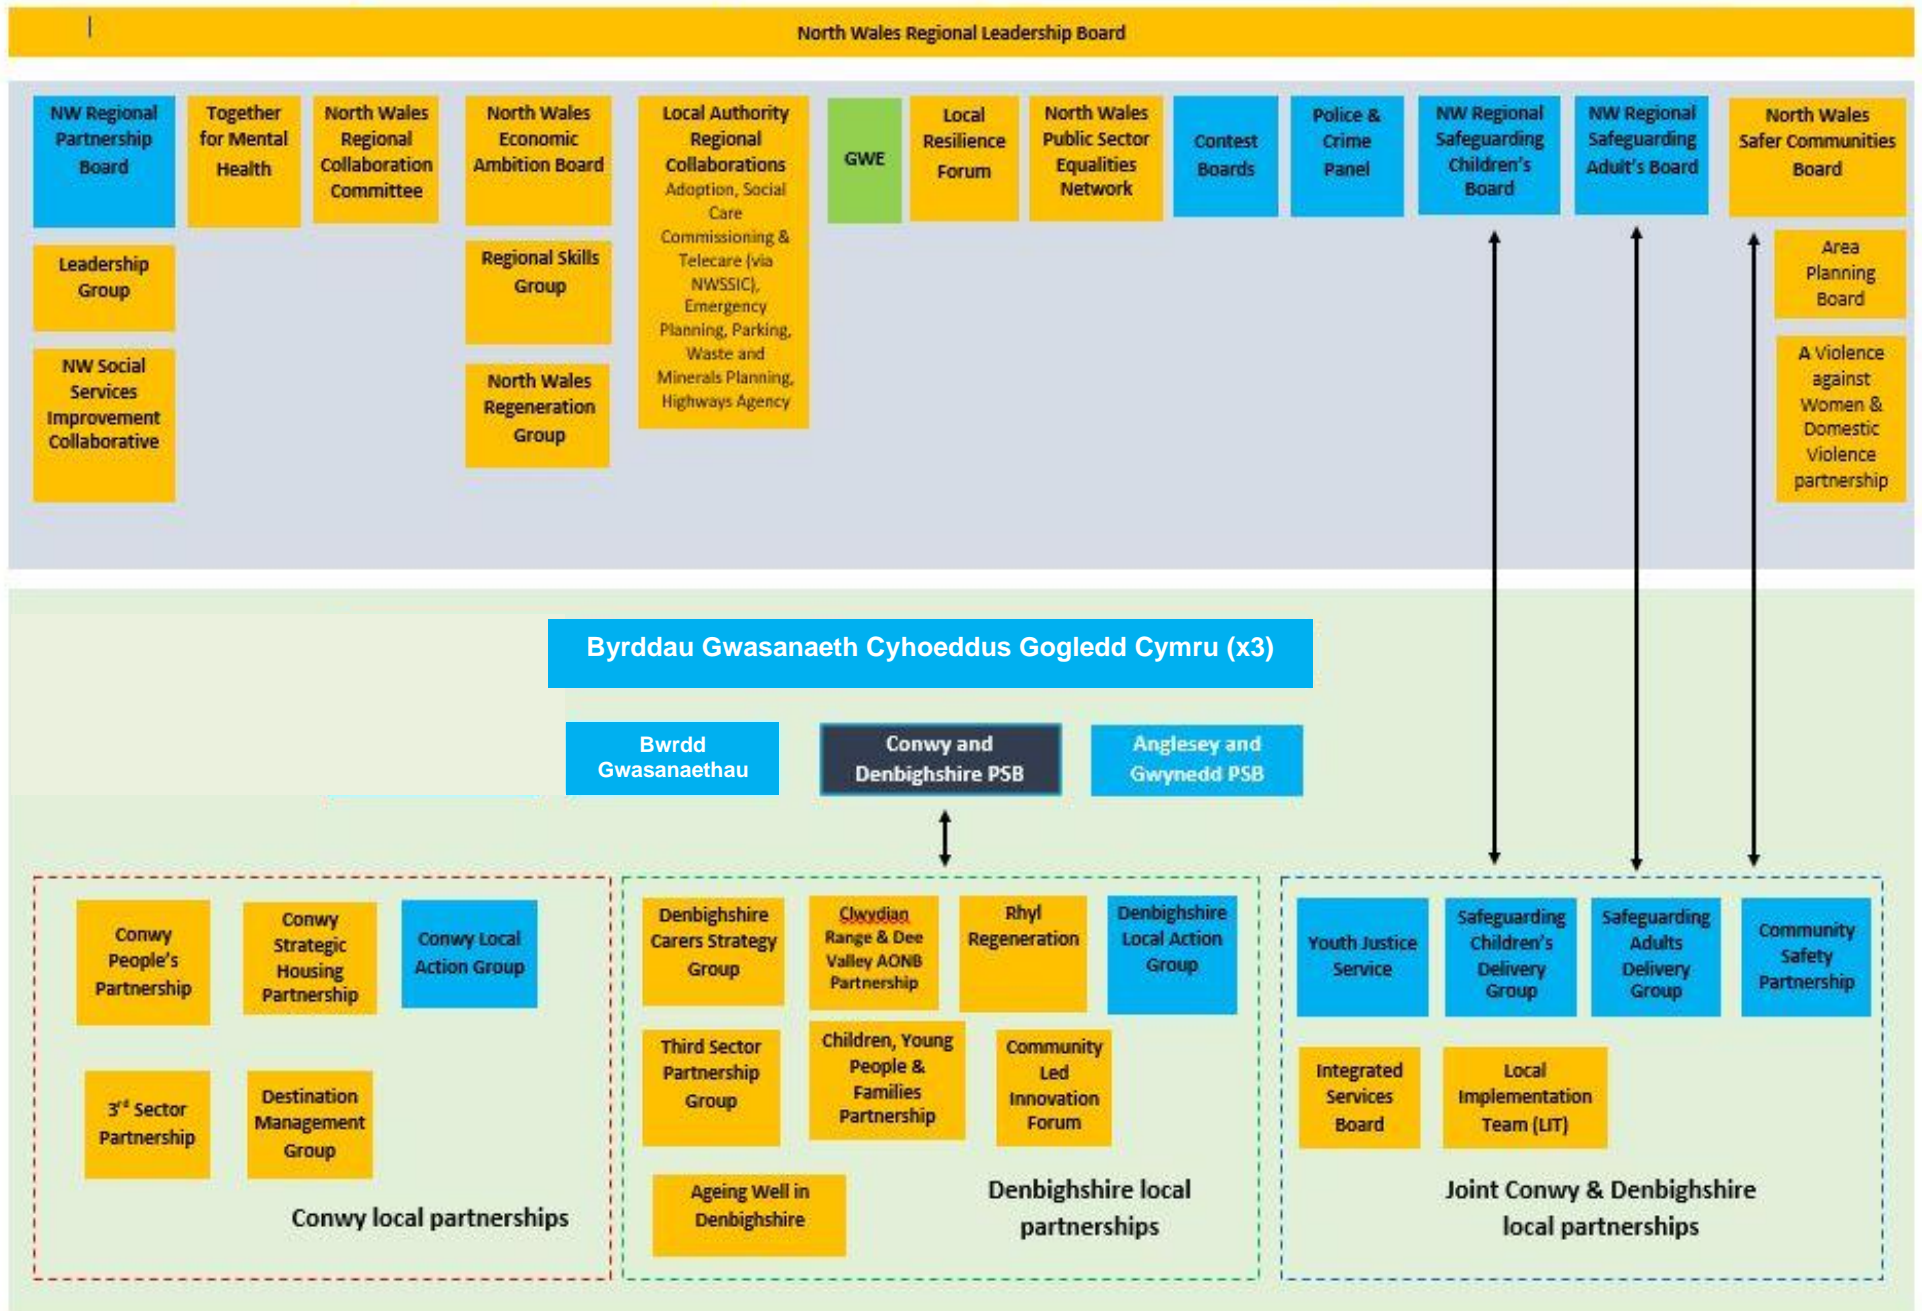 North Wales Regional Leadership Board
NW Regional
Partnership
Board
Together
for Mental
Health
North Wales
Regional
Collaboration
Committee
North Wales
Economic
Ambition Board
Local Authority
Regional
Collaborations
Adoption, Social
Care
Commissioning &
Telecare (via
NWSSIC),
Emergency
Planning, Parking,
Waste and
Minerals Planning,
Highways Agency
GWE
Local
Resilience
Forum
North Wales
Public Sector
Equalities
Network
Contest
Boards
Police &
Crime
Panel
NW Regional
Safeguarding
Children's
Board
NW Regional
Safeguarding
Adult's Board
North Wales
Safer Communities
Board
Leadership
Group
Regional Skills
Group
Area
Planning
Board
NW Social
Services
Improvement
Collaborative
North Wales
Regeneration
Group
A Violence
against
Women &
Domestic
Violence
partnership
Byrddau Gwasanaeth Cyhoeddus Gogledd Cymru (x3)
Bwrdd
Gwasanaethau
Conwy and
Denbighshire PSB
Anglesey and
Gwynedd PSB
Conwy
People's
Partnership
Conwy
Strategic
Housing
Partnership
Conwy Local
Action Group
3rd Sector
Partnership
Destination
Management
Group
Conwy local partnerships
Denbighshire
Carers Strategy
Group
Clwydian
Range & Dee
Valley AONB
Partnership
Rhyl
Regeneration
Denbighshire
Local Action
Group
Third Sector
Partnership
Group
Children, Young
People &
Families
Partnership
Community
Led
Innovation
Forum
Ageing Well in
Denbighshire
Denbighshire local
partnerships
Youth Justice
Service
Safeguarding
Children's
Delivery
Group
Safeguarding
Adults
Delivery
Group
Community
Safety
Partnership
Integrated
Services
Board
Local
Implementation
Team (LIT)
Joint Conwy & Denbighshire
local partnerships